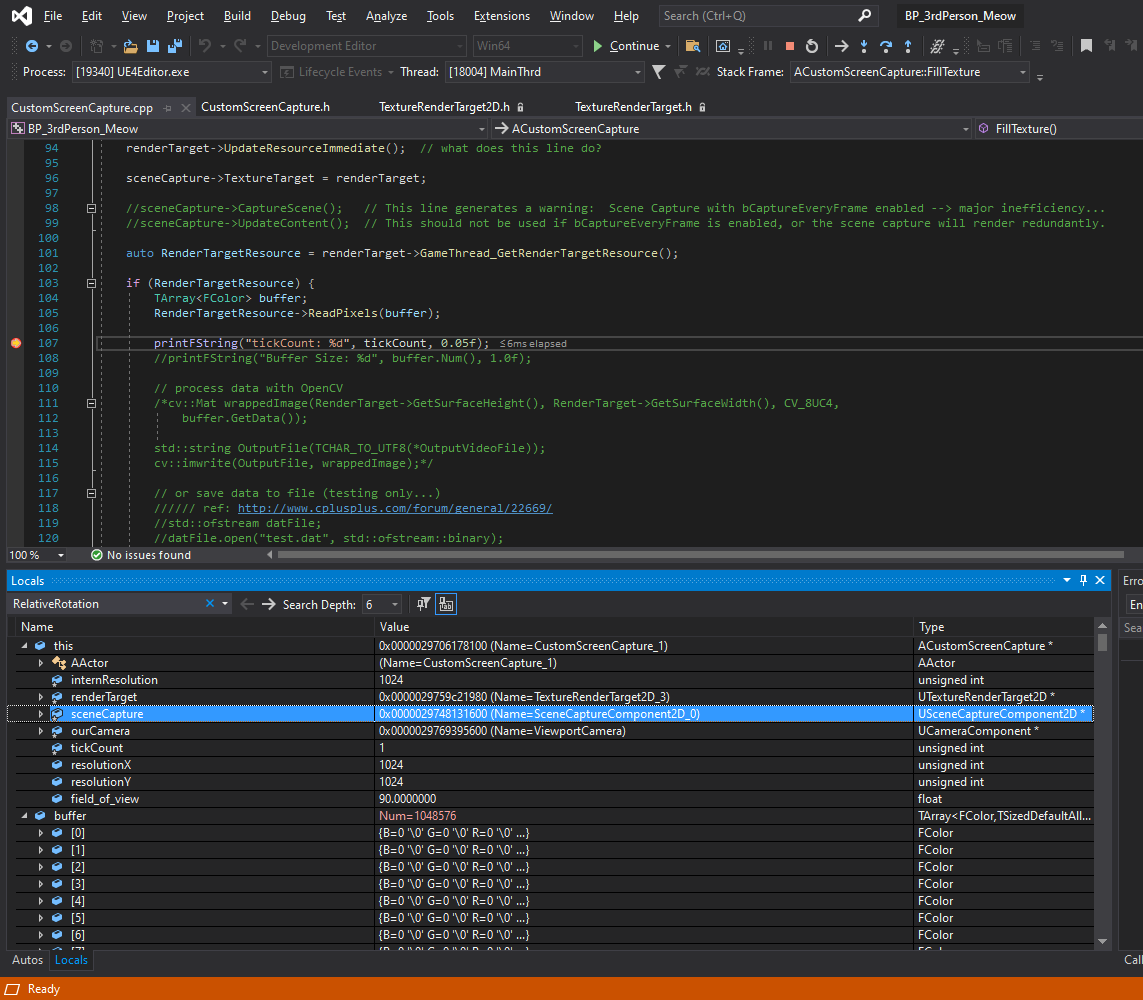 File Edit View Project Build Debug Test Analyze Tools Extensions Window Help Search (Ctrl+Q) BP_3rdPerson_Meow
Development Editor Win64 Continue
Process: [19340] UE4Editor.exe Lifecycle Events Thread: [18004] MainThrd Stack Frame: ACustomScreenCapture::FillTexture
CustomScreenCapture.cpp CustomScreenCapture.h TextureRenderTarget2D.h TextureRenderTarget.h
BP_3rdPerson_Meow ACustomScreenCapture FillTexture()
94 renderTarget->UpdateResourceImmediate(); // what does this line do?
95
96 sceneCapture->TextureTarget = renderTarget;
97
98 //sceneCapture->CaptureScene(); // This line generates a warning: Scene Capture with bCaptureEveryFrame enabled --> major inefficiency...
99 //sceneCapture->UpdateContent(); // This should not be used if bCaptureEveryFrame is enabled, or the scene capture will render redundantly.
100
101 auto RenderTargetResource = renderTarget->GameThread_GetRenderTargetResource();
102
103 if (RenderTargetResource) {
104 TArray<FColor> buffer;
105 RenderTargetResource->ReadPixels(buffer);
106
107 printFString("tickCount: %d", tickCount, 0.05f); ≤6ms elapsed
108 //printFString("Buffer Size: %d", buffer.Num(), 1.0f);
109
110 // process data with OpenCV
111 /*cv::Mat wrappedImage(RenderTarget->GetSurfaceHeight(), RenderTarget->GetSurfaceWidth(), CV_8UC4,
112 buffer.GetData());
113
114 std::string OutputFile(TCHAR_TO_UTF8(*OutputVideoFile));
115 cv::imwrite(OutputFile, wrappedImage);*/
116
117 // or save data to file (testing only...)
118 ////// ref: http://www.cplusplus.com/forum/general/22669/
119 //std::ofstream datFile;
120 //datFile.open("test.dat", std::ofstream::binary);
100 % No issues found
Locals Erro
RelativeRotation Search Depth: 6 En
Name Value Type Sea
this 0x0000029706178100 (Name=CustomScreenCapture_1) ACustomScreenCapture *
AActor (Name=CustomScreenCapture_1) AActor
internResolution 1024 unsigned int
renderTarget 0x0000029759c21980 (Name=TextureRenderTarget2D_3) UTextureRenderTarget2D *
sceneCapture 0x0000029748131600 (Name=SceneCaptureComponent2D_0) USceneCaptureComponent2D *
ourCamera 0x0000029769395600 (Name=ViewportCamera) UCameraComponent *
tickCount 1 unsigned int
resolutionX 1024 unsigned int
resolutionY 1024 unsigned int
field_of_view 90.0000000 float
buffer Num=1048576 TArray<FColor,TSizedDefaultAll...
[0] {B=0 '\0' G=0 '\0' R=0 '\0' ...} FColor
[1] {B=0 '\0' G=0 '\0' R=0 '\0' ...} FColor
[2] {B=0 '\0' G=0 '\0' R=0 '\0' ...} FColor
[3] {B=0 '\0' G=0 '\0' R=0 '\0' ...} FColor
[4] {B=0 '\0' G=0 '\0' R=0 '\0' ...} FColor
[5] {B=0 '\0' G=0 '\0' R=0 '\0' ...} FColor
[6] {B=0 '\0' G=0 '\0' R=0 '\0' ...} FColor
Autos Locals Call
Ready